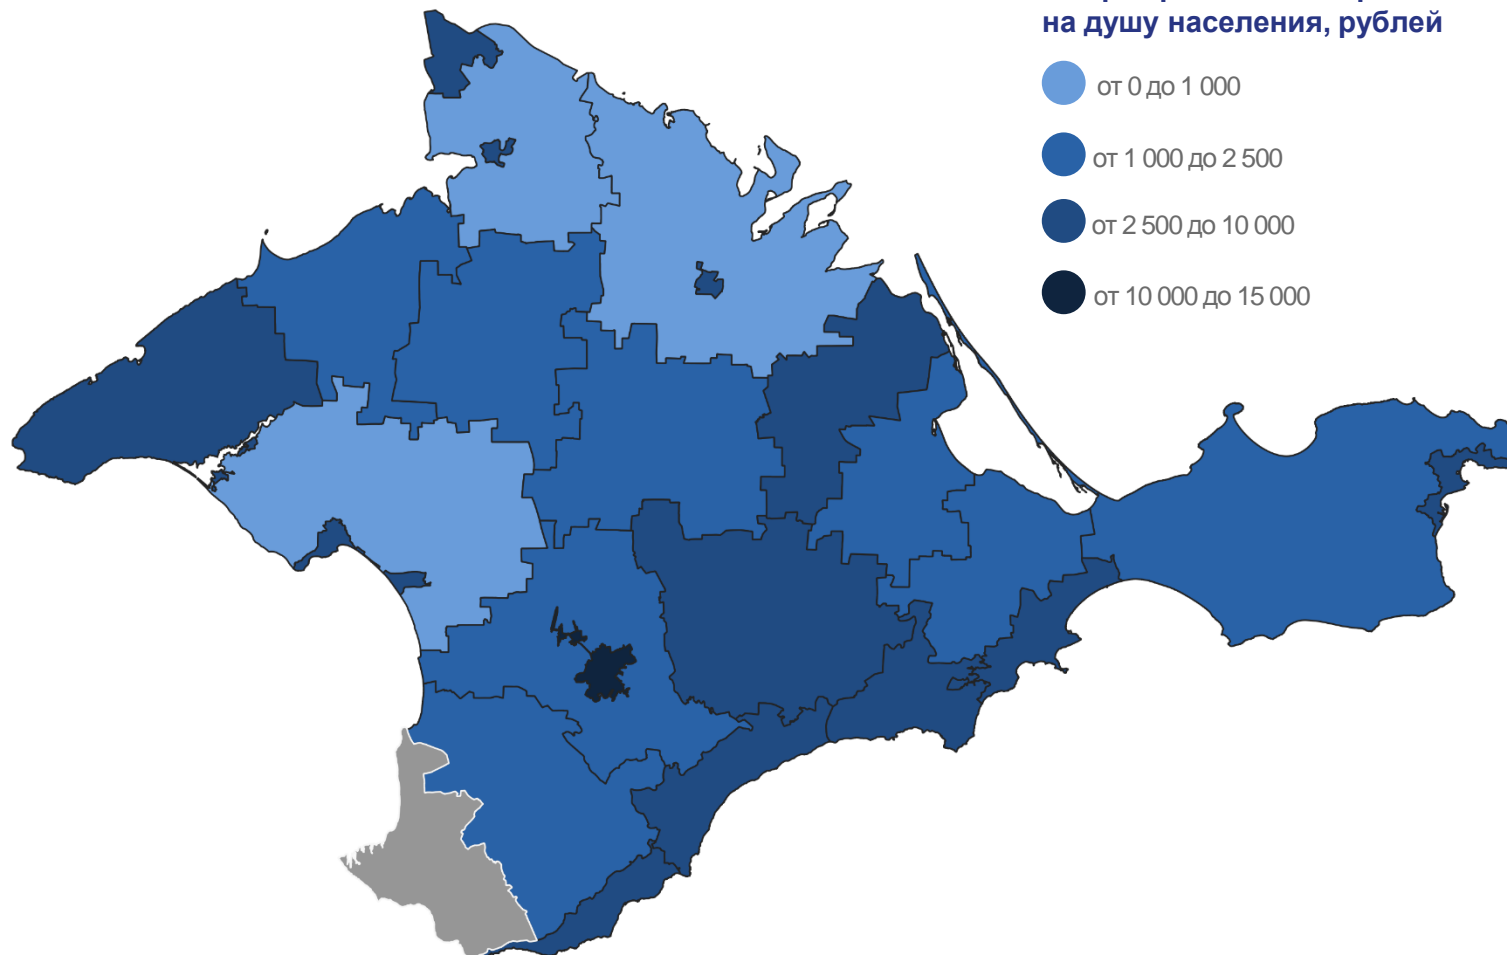 на душу населения, рублей
от 0 до 1 000
от 1 000 до 2 500
от 2 500 до 10 000
от 10 000 до 15 000